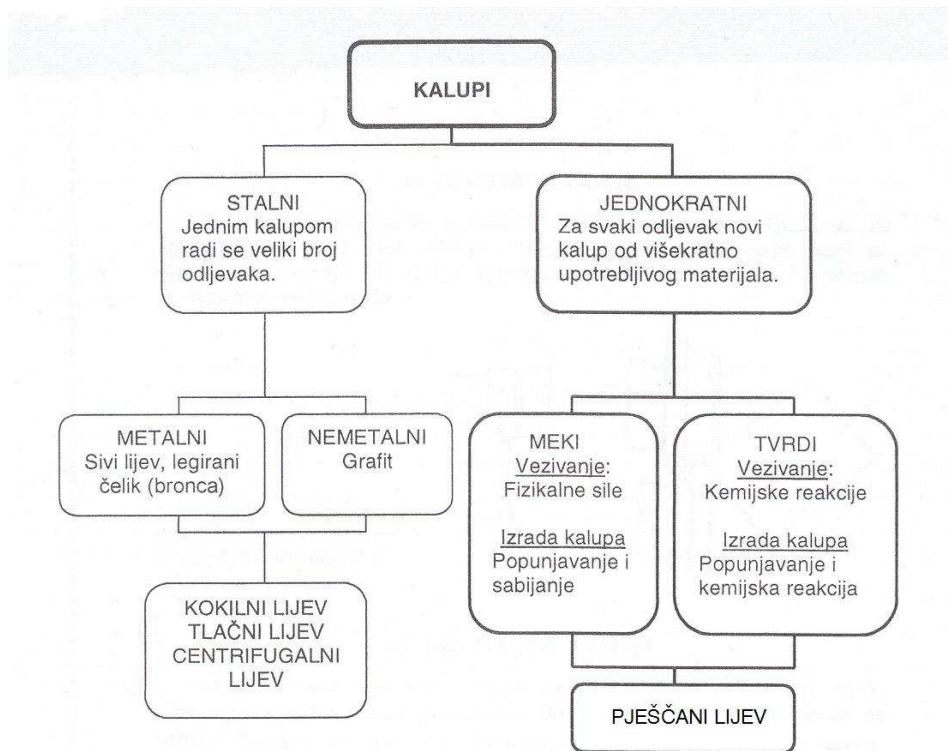 KALUPI
STALNI
Jednim kalupom
radi se veliki broj
odljevaka.
JEDNOKRATNI
Za svaki odljevak novi
kalup od višekratno
upotrebljivog materijala.
METALNI
Sivi lijev, legirani
čelik (bronca)
NEMETALNI
Grafit
MEKI
Vezivanje:
Fizikalne sile
Izrada kalupa
Popunjavanje i
sabijanje
TVRDI
Vezivanje:
Kemijske reakcije
Izrada kalupa
Popunjavanje i
kemijska reakcija
KOKILNI LIJEV
TLAČNI LIJEV
CENTRIFUGALNI
LIJEV
PJEŠČANI LIJEV